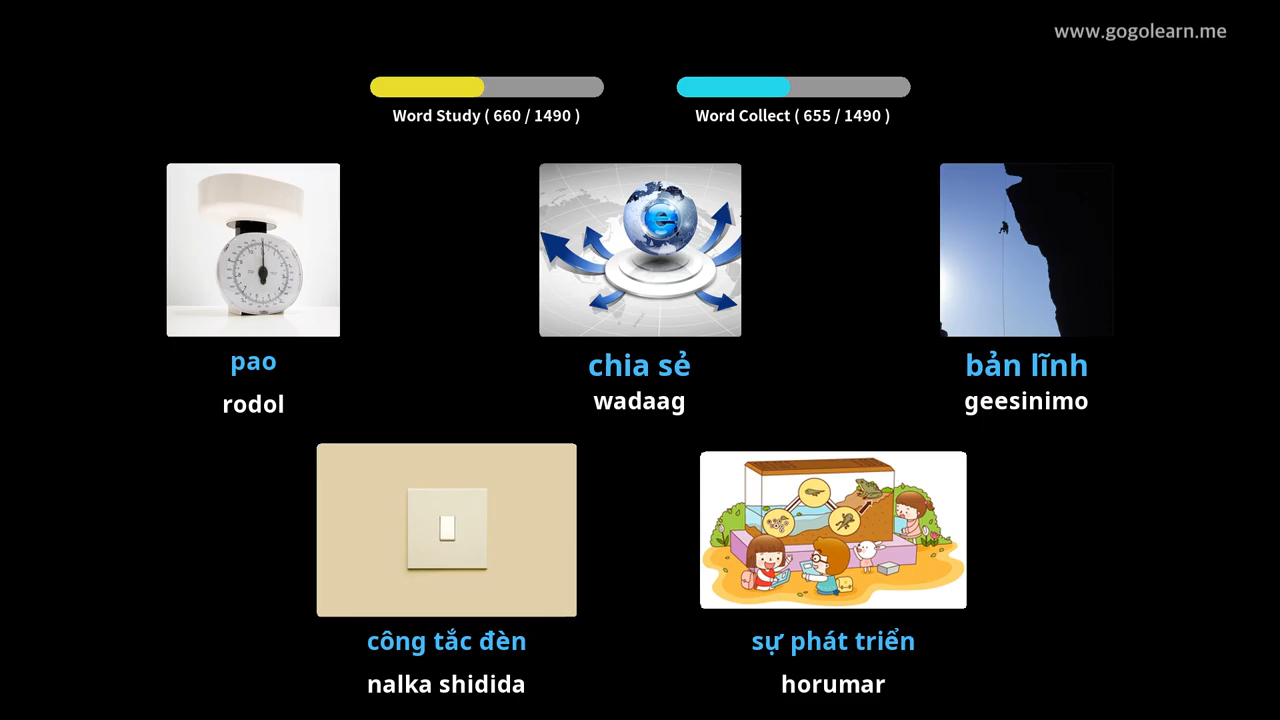 www.gogolearn.me
Word Study ( 660 / 1490 )
Word Collect ( 655 / 1490 )
pao
rodol
chia sẻ
wadaag
bản lĩnh
geesinimo
công tắc đèn
nalka shidida
sự phát triển
horumar